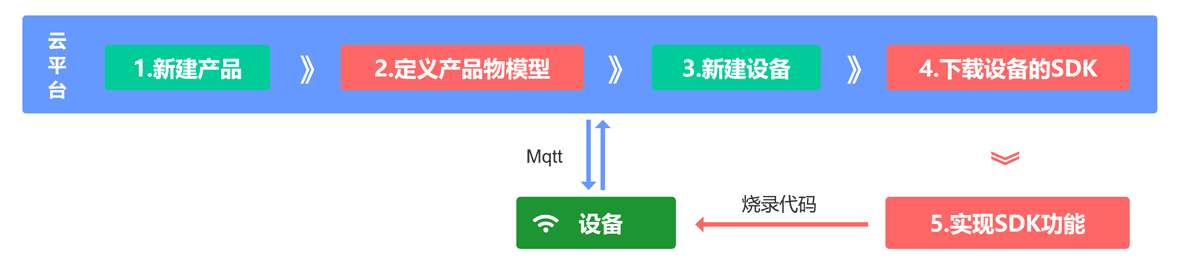 云平台
1.新建产品
2.定义产品物模型
3.新建设备
4.下载设备的SDK
Mqtt
烧录代码
设备
5.实现SDK功能